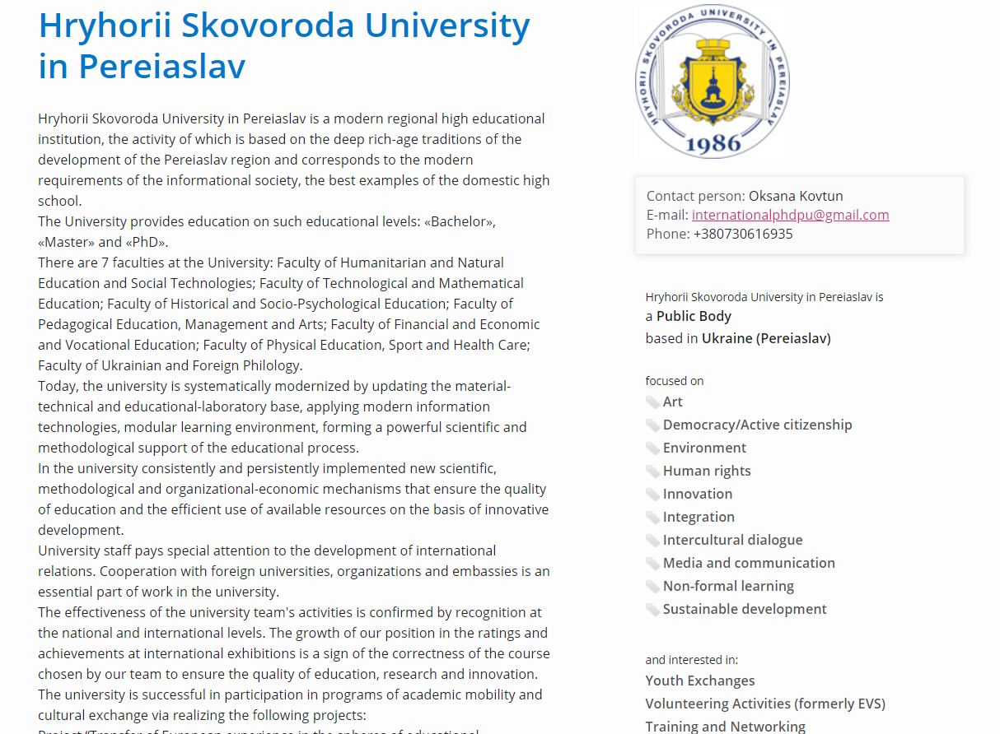 Hryhorii Skovoroda University
in Pereiaslav
Hryhorii Skovoroda University in Pereiaslav is a modern regional high educational
institution, the activity of which is based on the deep rich-age traditions of the
development of the Pereiaslav region and corresponds to the modern
requirements of the informational society, the best examples of the domestic high
school.
The University provides education on such educational levels: «Bachelor»,
«Master» and «PhD».
There are 7 faculties at the University: Faculty of Humanitarian and Natural
Education and Social Technologies; Faculty of Technological and Mathematical
Education; Faculty of Historical and Socio-Psychological Education; Faculty of
Pedagogical Education, Management and Arts; Faculty of Financial and Economic
and Vocational Education; Faculty of Physical Education, Sport and Health Care;
Faculty of Ukrainian and Foreign Philology.
Today, the university is systematically modernized by updating the material-
technical and educational-laboratory base, applying modern information
technologies, modular learning environment, forming a powerful scientific and
methodological support of the educational process.
In the university consistently and persistently implemented new scientific,
methodological and organizational-economic mechanisms that ensure the quality
of education and the efficient use of available resources on the basis of innovative
development.
University staff pays special attention to the development of international
relations. Cooperation with foreign universities, organizations and embassies is an
essential part of work in the university.
The effectiveness of the university team's activities is confirmed by recognition at
the national and international levels. The growth of our position in the ratings and
achievements at international exhibitions is a sign of the correctness of the course
chosen by our team to ensure the quality of education, research and innovation.
The university is successful in participation in programs of academic mobility and
cultural exchange via realizing the following projects:
Project "Transfer of European experience in the spheres of educational
HRYHORII SKOVORODA UNIVERSITY IN PEREIASLAV
1986
Contact person: Oksana Kovtun
E-mail: internationalphdpu@gmail.com
Phone: +380730616935
Hryhorii Skovoroda University in Pereiaslav is
a Public Body
based in Ukraine (Pereiaslav)
focused on
Art
Democracy/Active citizenship
Environment
Human rights
Innovation
Integration
Intercultural dialogue
Media and communication
Non-formal learning
Sustainable development
and interested in:
Youth Exchanges
Volunteering Activities (formerly EVS)
Training and Networking